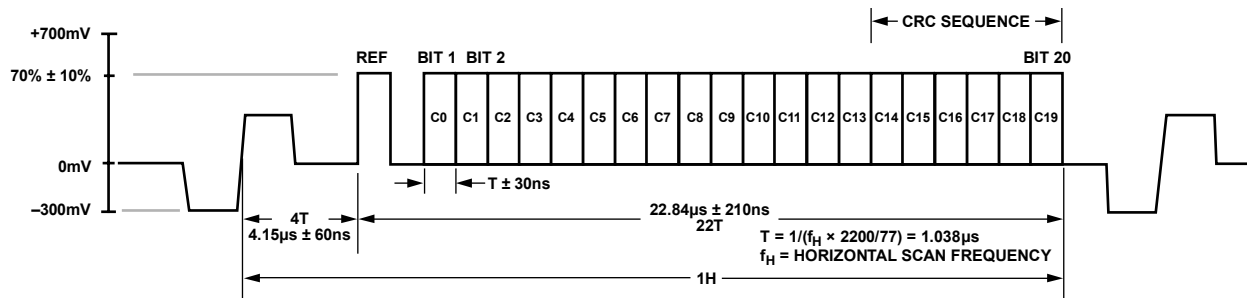 +700mV
CRC SEQUENCE
REF
BIT 1
BIT 2
BIT 20
70% ± 10%
C0
C1
C2
C3
C4
C5
C6
C7
C8
C9
C10
C11
C12
C13
C14
C15
C16
C17
C18
C19
0mV
T ± 30ns
–300mV
4T
4.15µs ± 60ns
22.84µs ± 210ns
22T
T = 1/(fH × 2200/77) = 1.038µs
fH = HORIZONTAL SCAN FREQUENCY
1H